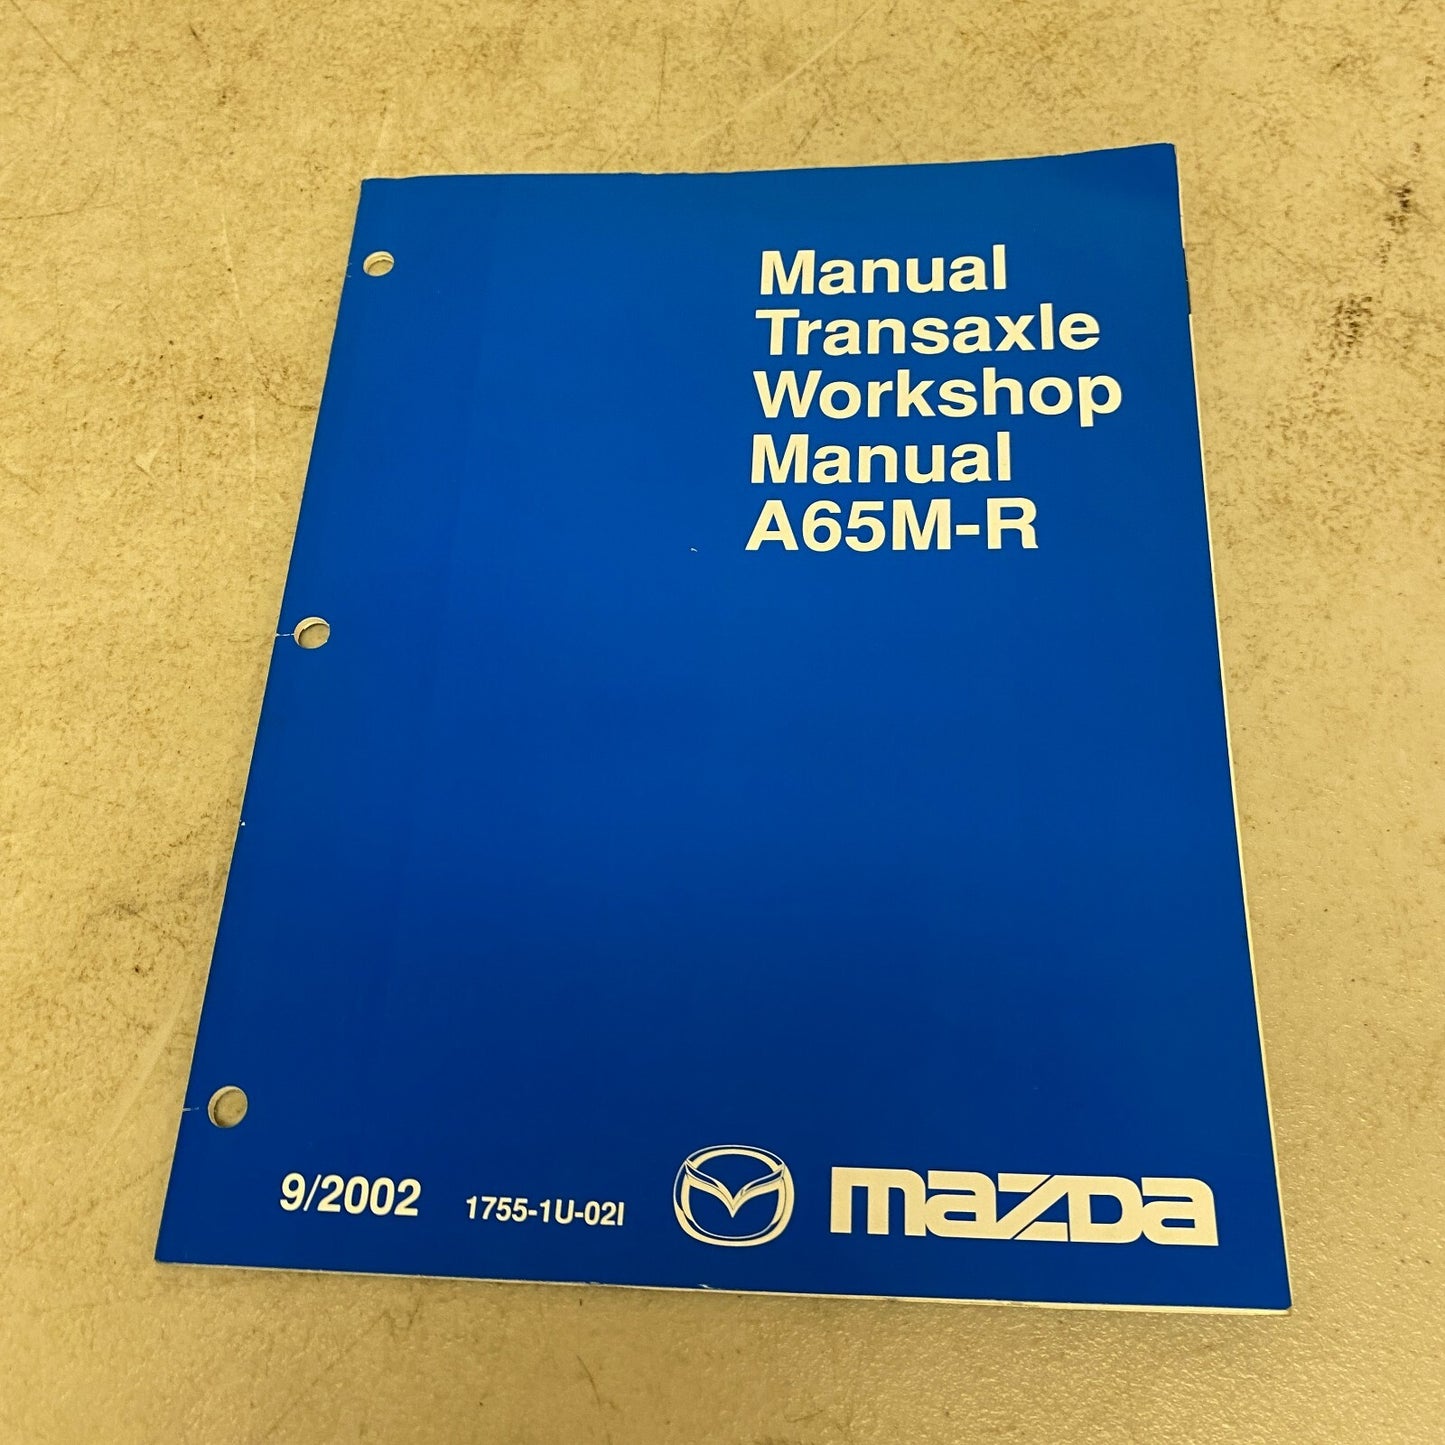 Manual
Transaxle
Workshop
Manual
A65M-R
9/2002 1755-1U-02I mazda